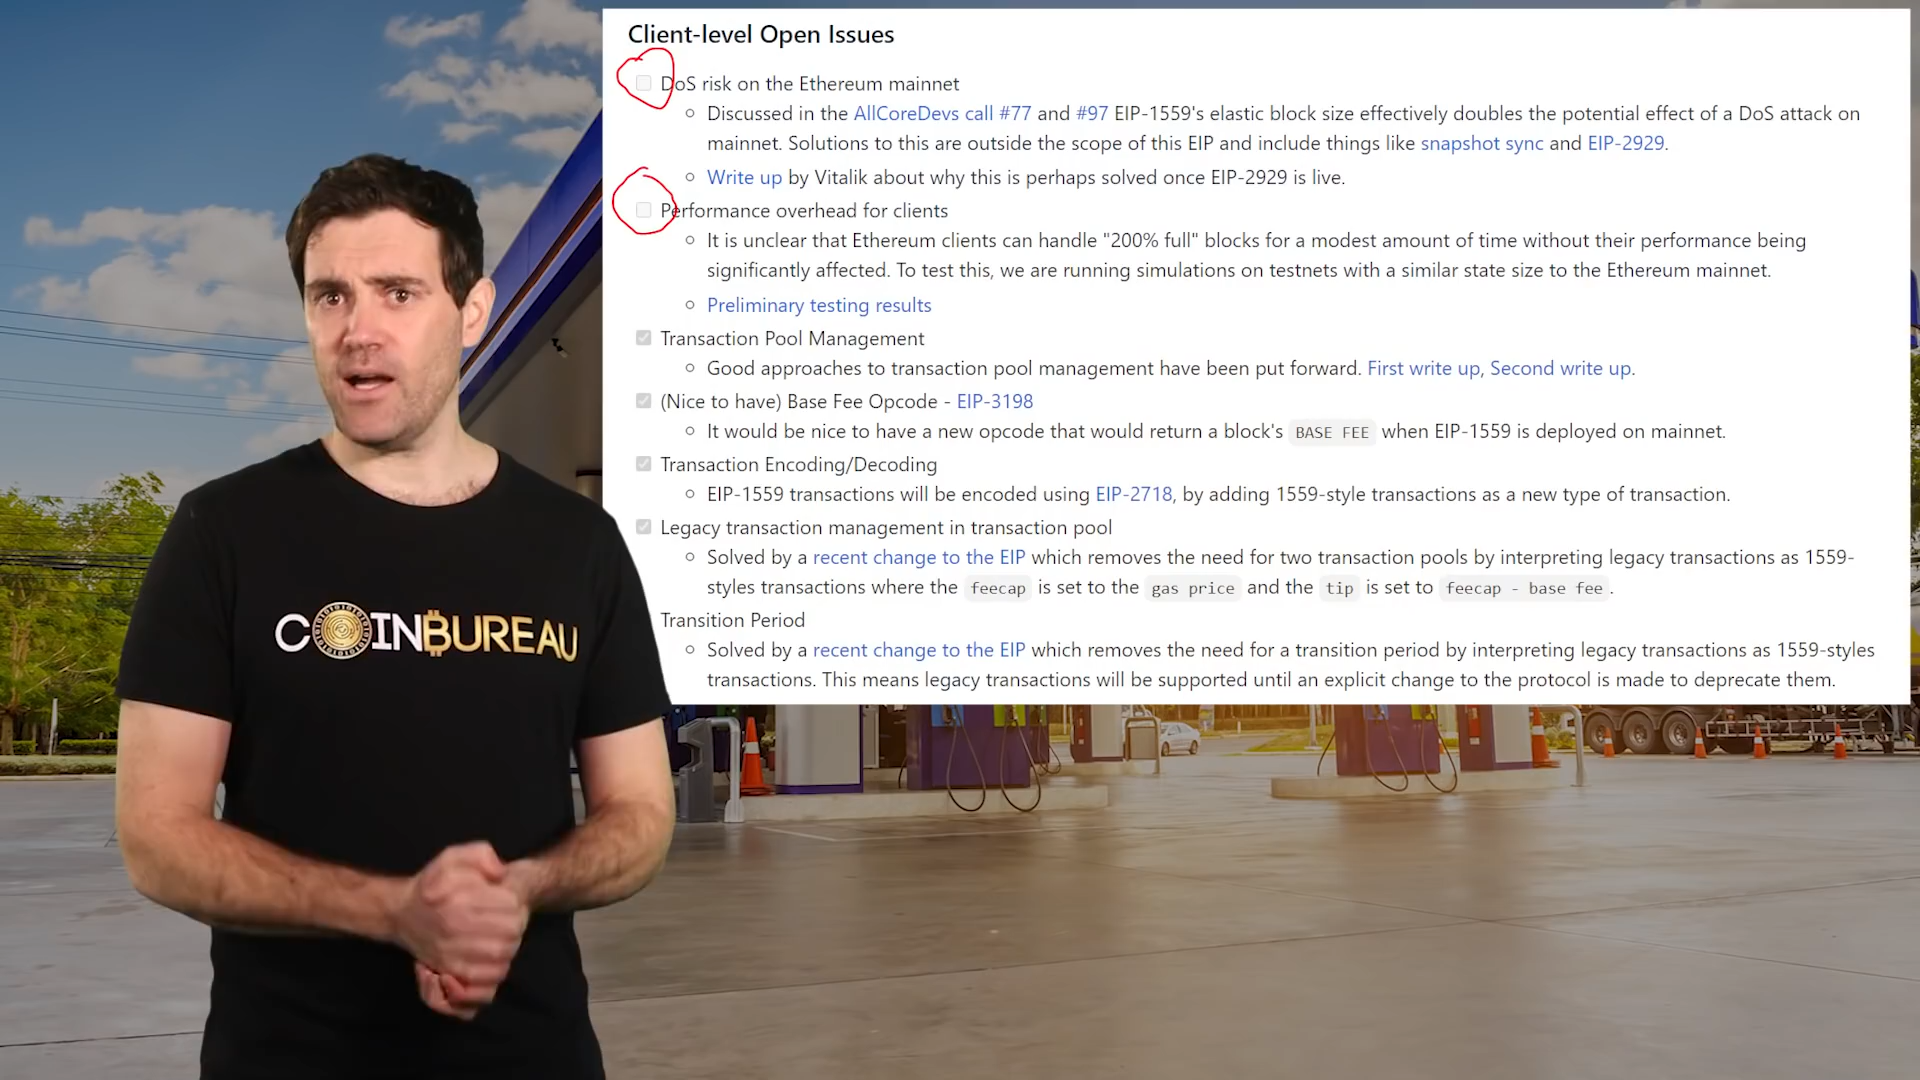 Client-level Open Issues
DoS risk on the Ethereum mainnet
Discussed in the AllCoreDevs call #77 and #97 EIP-1559's elastic block size effectively doubles the potential effect of a DoS attack on
mainnet. Solutions to this are outside the scope of this EIP and include things like snapshot sync and EIP-2929.
Write up by Vitalik about why this is perhaps solved once EIP-2929 is live.
Performance overhead for clients
It is unclear that Ethereum clients can handle "200% full" blocks for a modest amount of time without their performance being
significantly affected. To test this, we are running simulations on testnets with a similar state size to the Ethereum mainnet.
Preliminary testing results
Transaction Pool Management
Good approaches to transaction pool management have been put forward. First write up, Second write up.
(Nice to have) Base Fee Opcode - EIP-3198
It would be nice to have a new opcode that would return a block's BASE FEE when EIP-1559 is deployed on mainnet.
Transaction Encoding/Decoding
EIP-1559 transactions will be encoded using EIP-2718, by adding 1559-style transactions as a new type of transaction.
Legacy transaction management in transaction pool
Solved by a recent change to the EIP which removes the need for two transaction pools by interpreting legacy transactions as 1559-
styles transactions where the feecap is set to the gas price and the tip is set to feecap - base fee.
Transition Period
Solved by a recent change to the EIP which removes the need for a transition period by interpreting legacy transactions as 1559-styles
transactions. This means legacy transactions will be supported until an explicit change to the protocol is made to deprecate them.
COINBUREAU